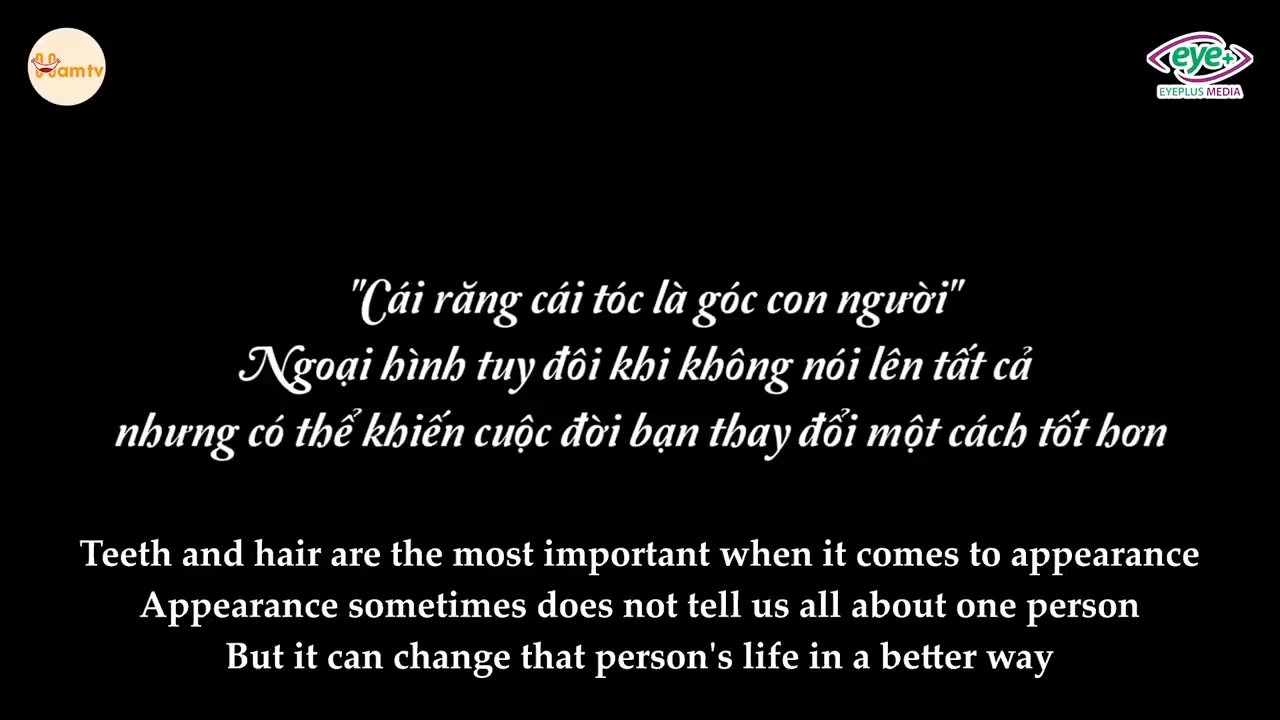 Hamtv
eye+
EYEPLUS MEDIA
"Cái răng cái tóc là góc con người"
Ngoại hình tuy đôi khi không nói lên tất cả
nhưng có thể khiến cuộc đời bạn thay đổi một cách tốt hơn
Teeth and hair are the most important when it comes to appearance
Appearance sometimes does not tell us all about one person
But it can change that person's life in a better way